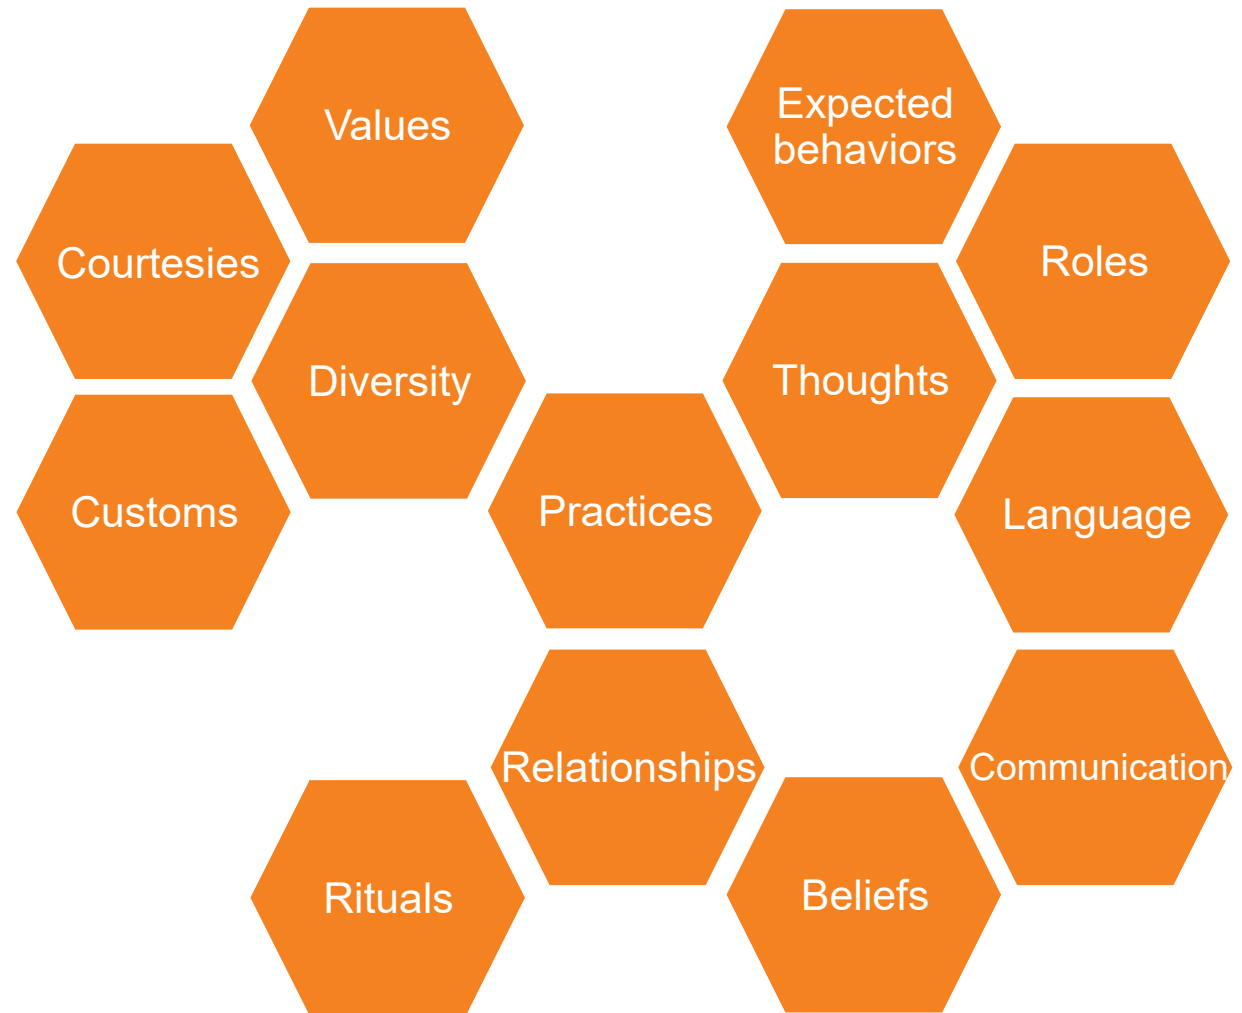 Values
Expected
behaviors
Courtesies
Roles
Diversity
Thoughts
Customs
Practices
Language
Relationships
Communication
Rituals
Beliefs